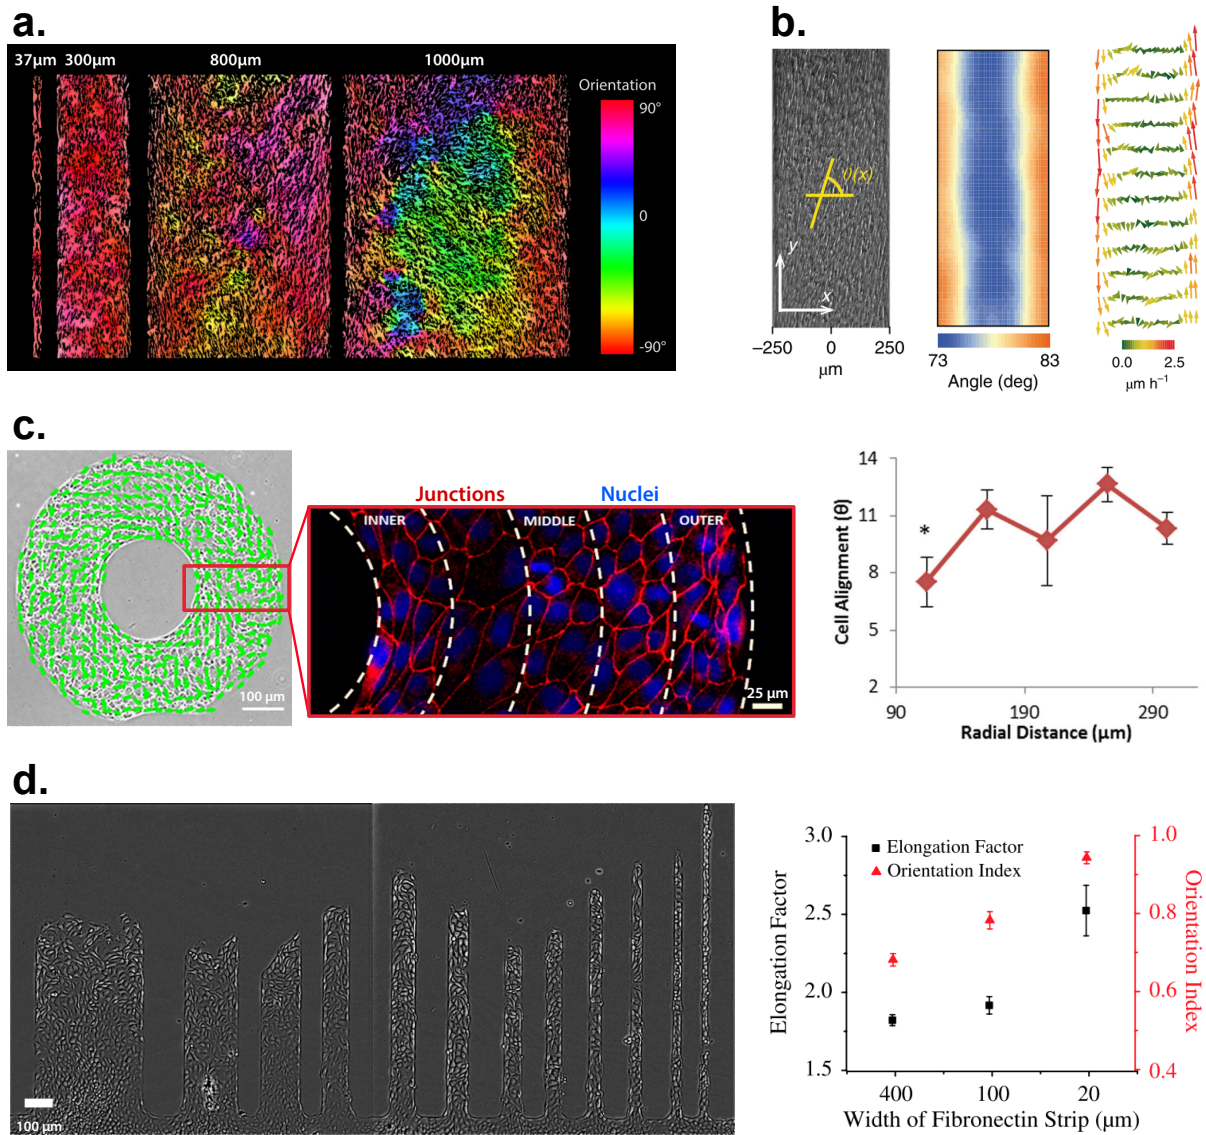 a.
37µm 300µm 800µm 1000µm
Orientation
90°
0
-90°
b.
θ(x)
y
x
−250 0 250
µm
73 83
Angle (deg)
0.0 2.5
µm h⁻¹
c.
100 µm
Junctions Nuclei
INNER MIDDLE OUTER
25 µm
14
11
8
5
2
*
Cell Alignment (θ)
90 190 290
Radial Distance (µm)
d.
100 µm
3.0
2.5
2.0
1.5
Elongation Factor
Elongation Factor
Orientation Index
1.0
0.8
0.6
0.4
Orientation Index
400 100 20
Width of Fibronectin Strip (µm)